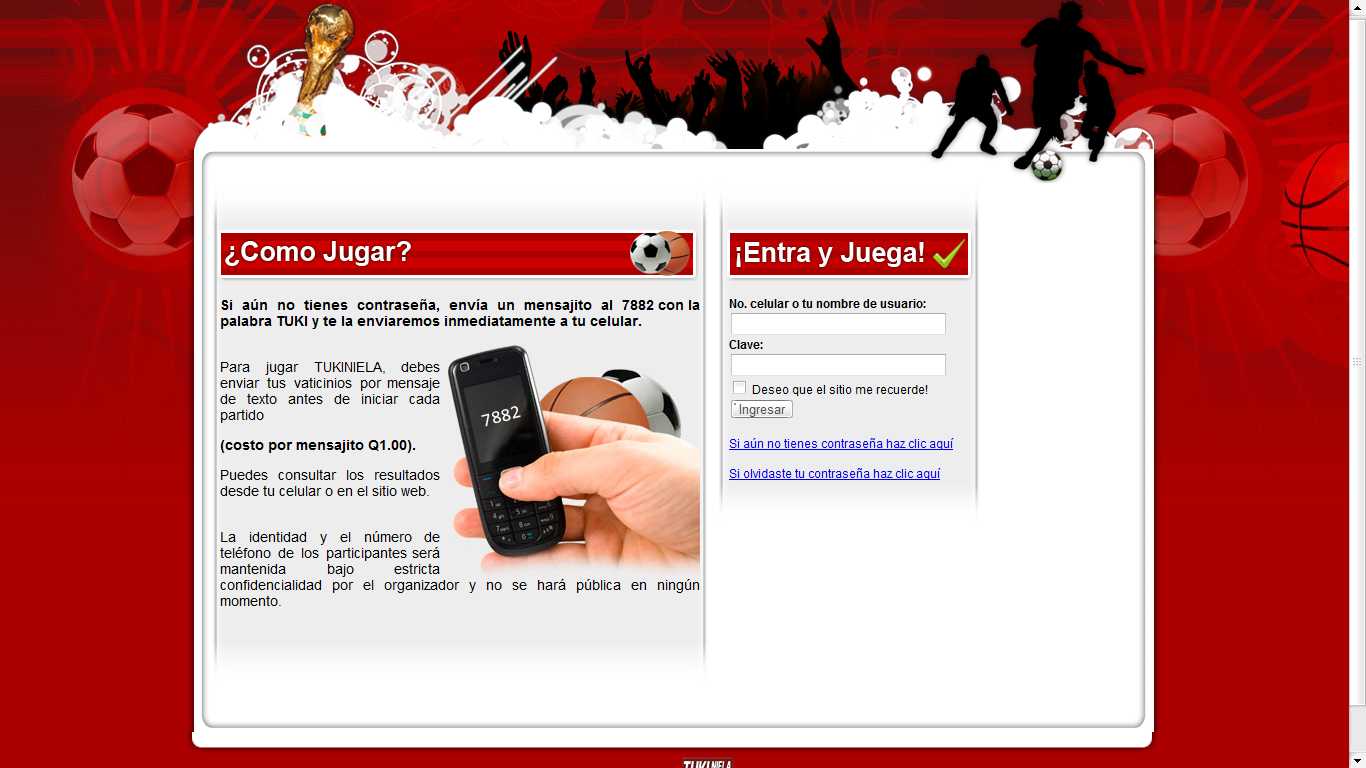 ¿Como Jugar?
Si aún no tienes contraseña, envía un mensajito al 7882 con la
palabra TUKI y te la enviaremos inmediatamente a tu celular.
Para jugar TUKINIELA, debes
enviar tus vaticinios por mensaje
de texto antes de iniciar cada
partido
(costo por mensajito Q1.00).
Puedes consultar los resultados
desde tu celular o en el sitio web.
La identidad y el número de
teléfono de los participantes será
mantenida bajo estricta
confidencialidad por el organizador y no se hará pública en ningún
momento.
7882
¡Entra y Juega!
No. celular o tu nombre de usuario:
Clave:
Deseo que el sitio me recuerde!
Ingresar
Si aún no tienes contraseña haz clic aquí
Si olvidaste tu contraseña haz clic aquí
TUKINIELA